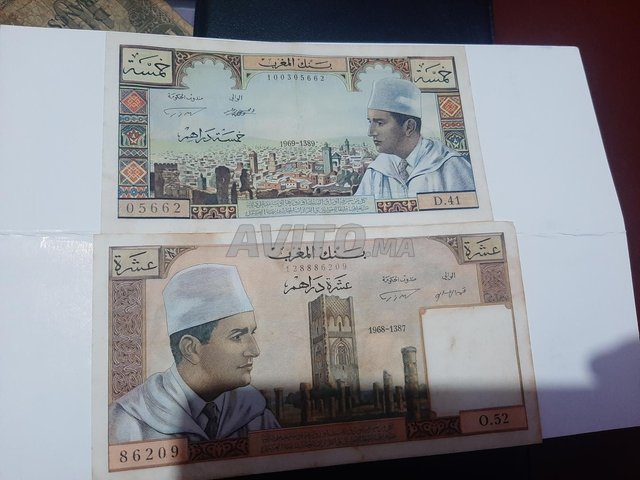 بنك المغرب
خمسة
خمسة
100305662
مندوب الحكومة
الوالي
خمسة دراهم
1969-1389
05662
D.41
AVITO.MA
بنك المغرب
عشرة
عشرة
128886209
عشرة دراهم
مندوب الحكومة
الوالي
1968-1387
86209
O.52